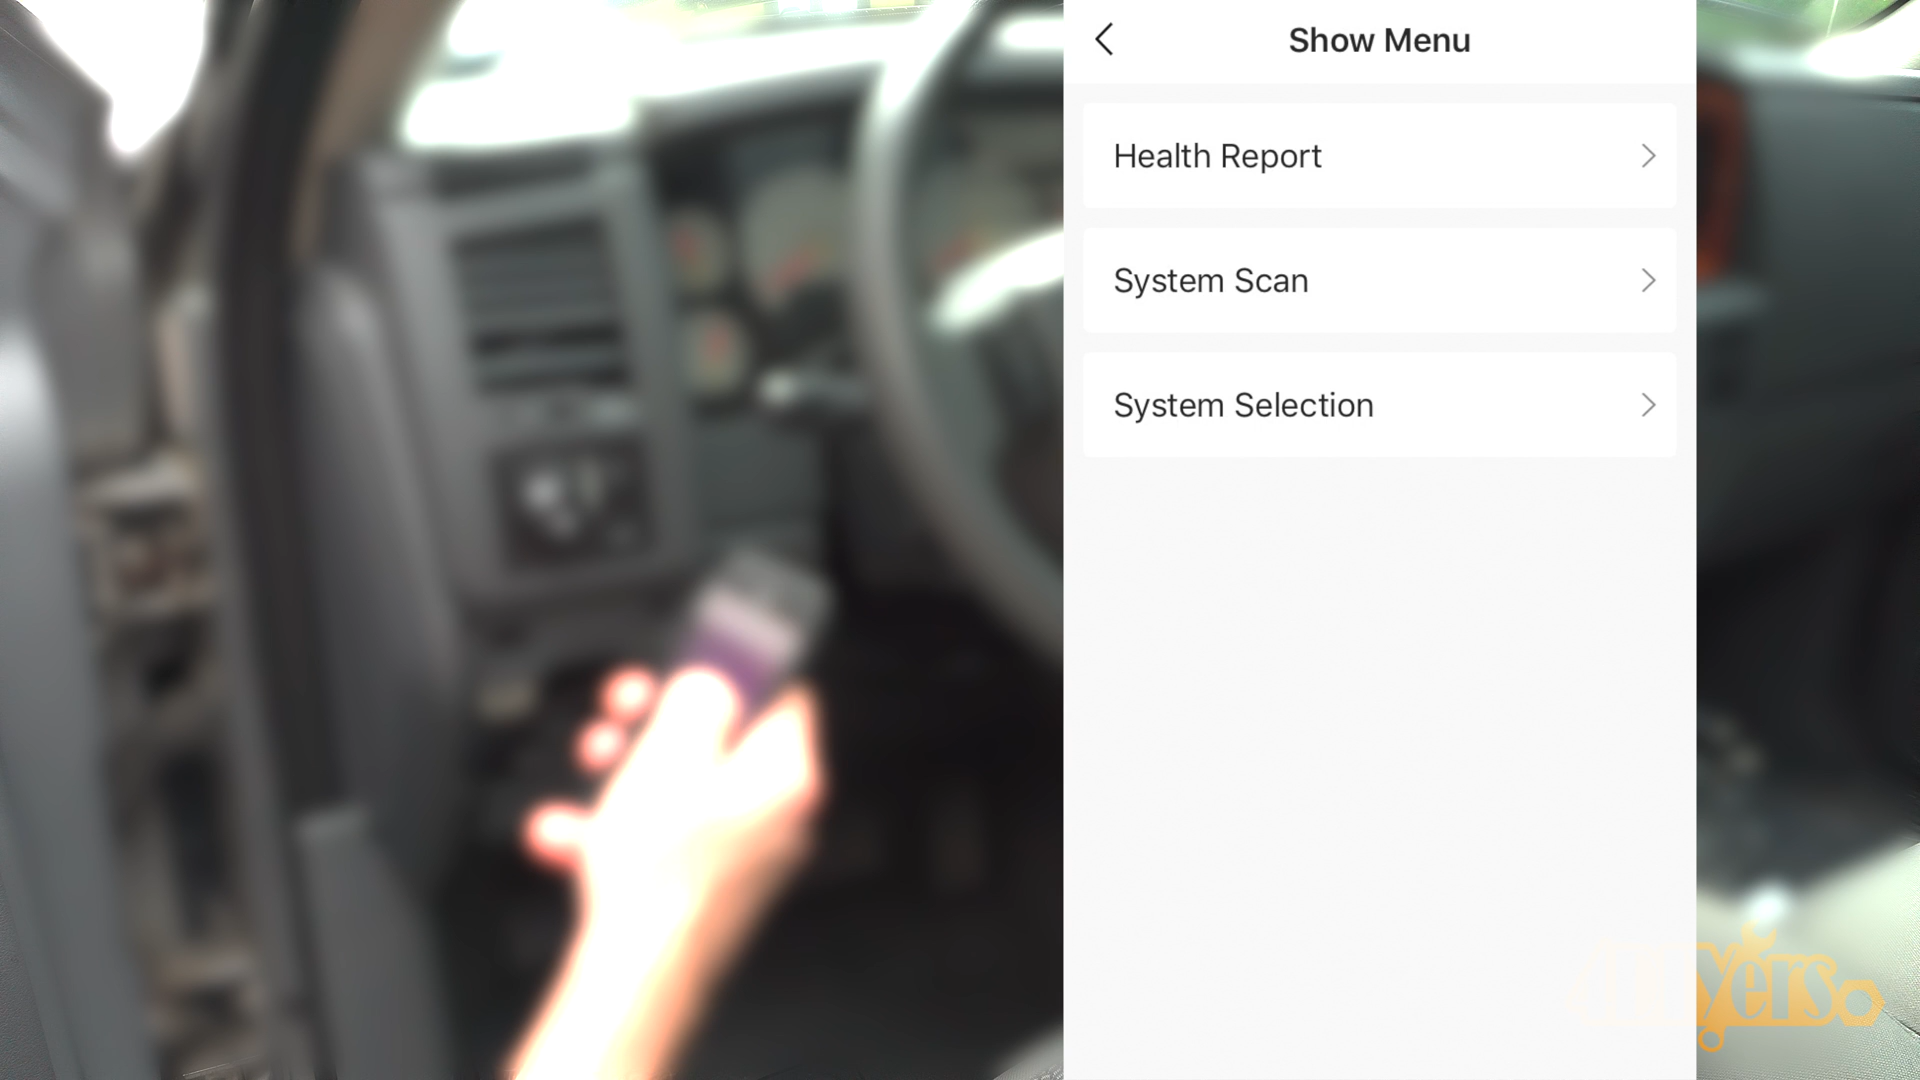 Show Menu
Health Report
System Scan
System Selection